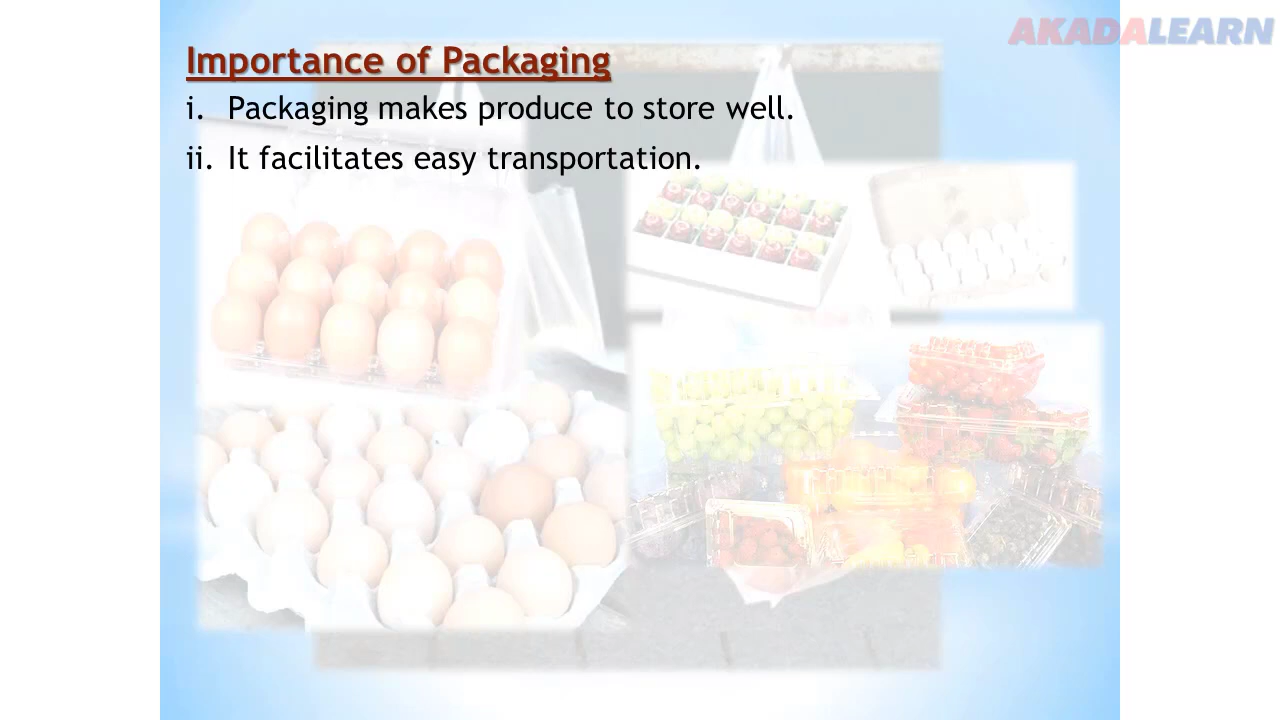 AKADALEARN
Importance of Packaging
i. Packaging makes produce to store well.
ii. It facilitates easy transportation.